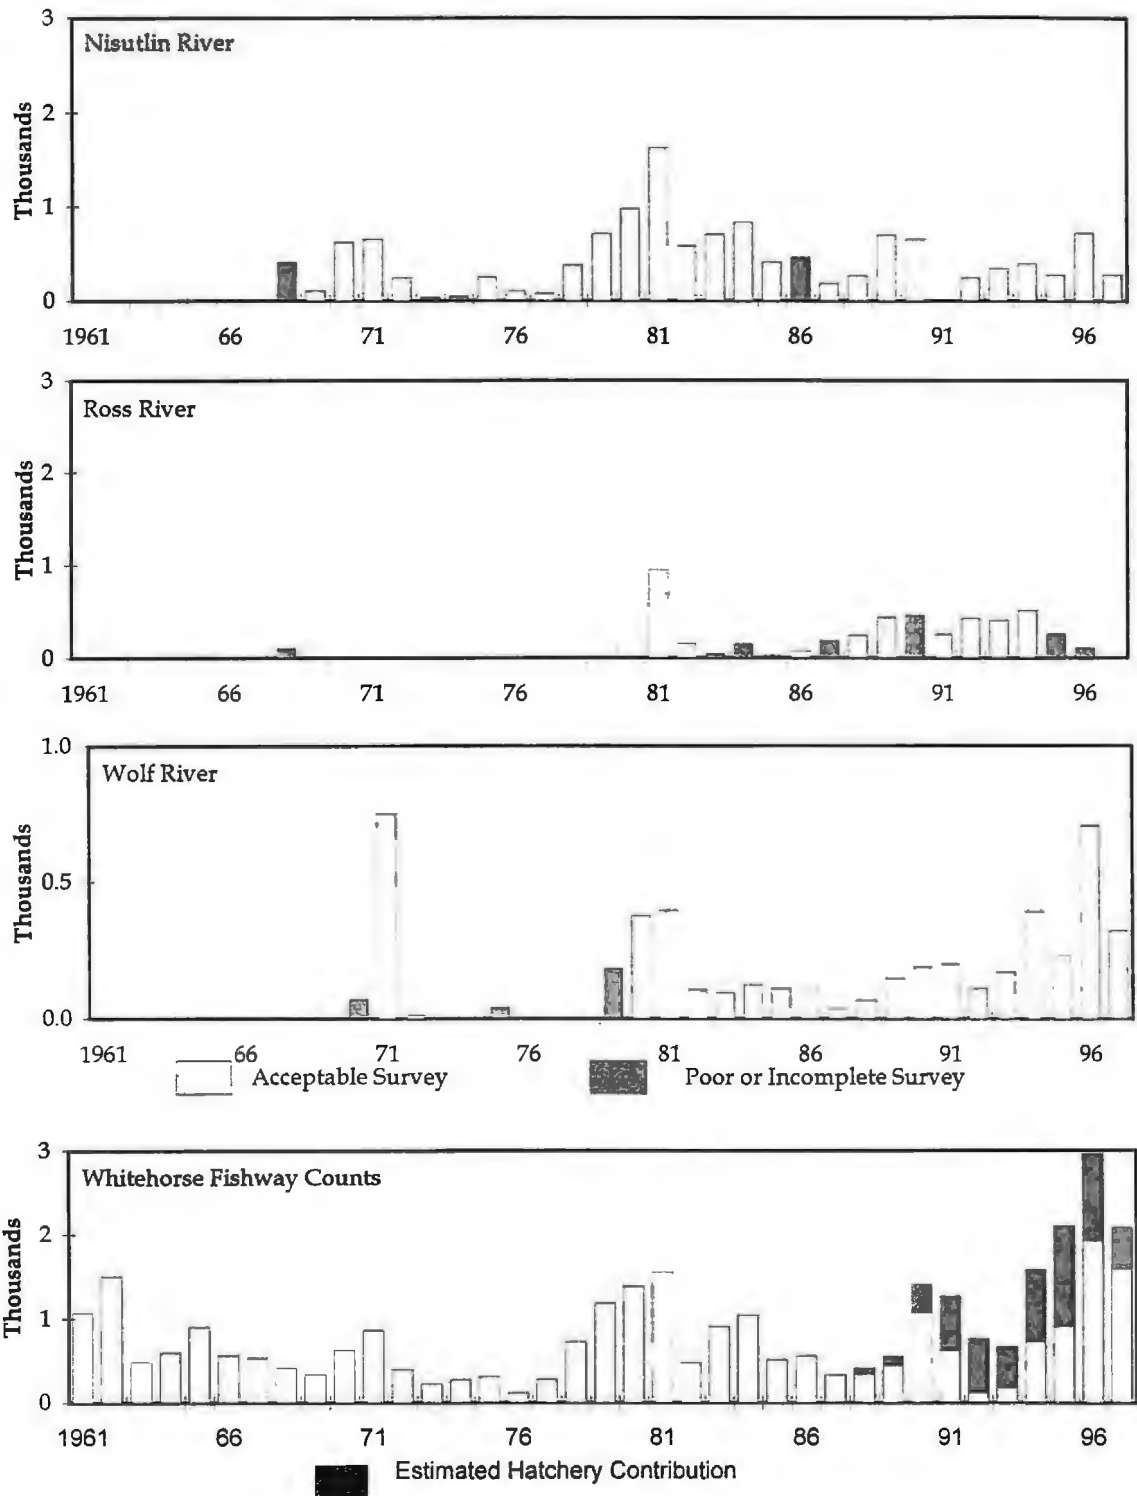 Nisutlin River
Thousands
3
2
1
0
1961 66 71 76 81 86 91 96
Ross River
Thousands
3
2
1
0
1961 66 71 76 81 86 91 96
Wolf River
Thousands
1.0
0.5
0.0
1961 66 71 76 81 86 91 96
Acceptable Survey Poor or Incomplete Survey
Whitehorse Fishway Counts
Thousands
3
2
1
0
1961 66 71 76 81 86 91 96
Estimated Hatchery Contribution